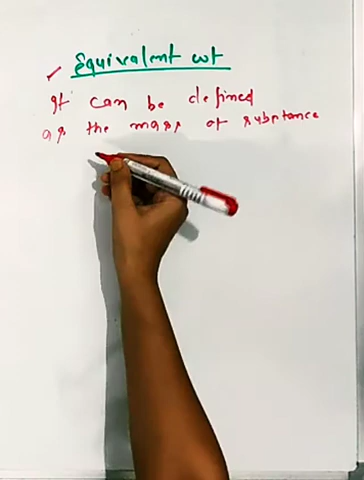 Equivalent wt
It can be defined
as the mass of substance